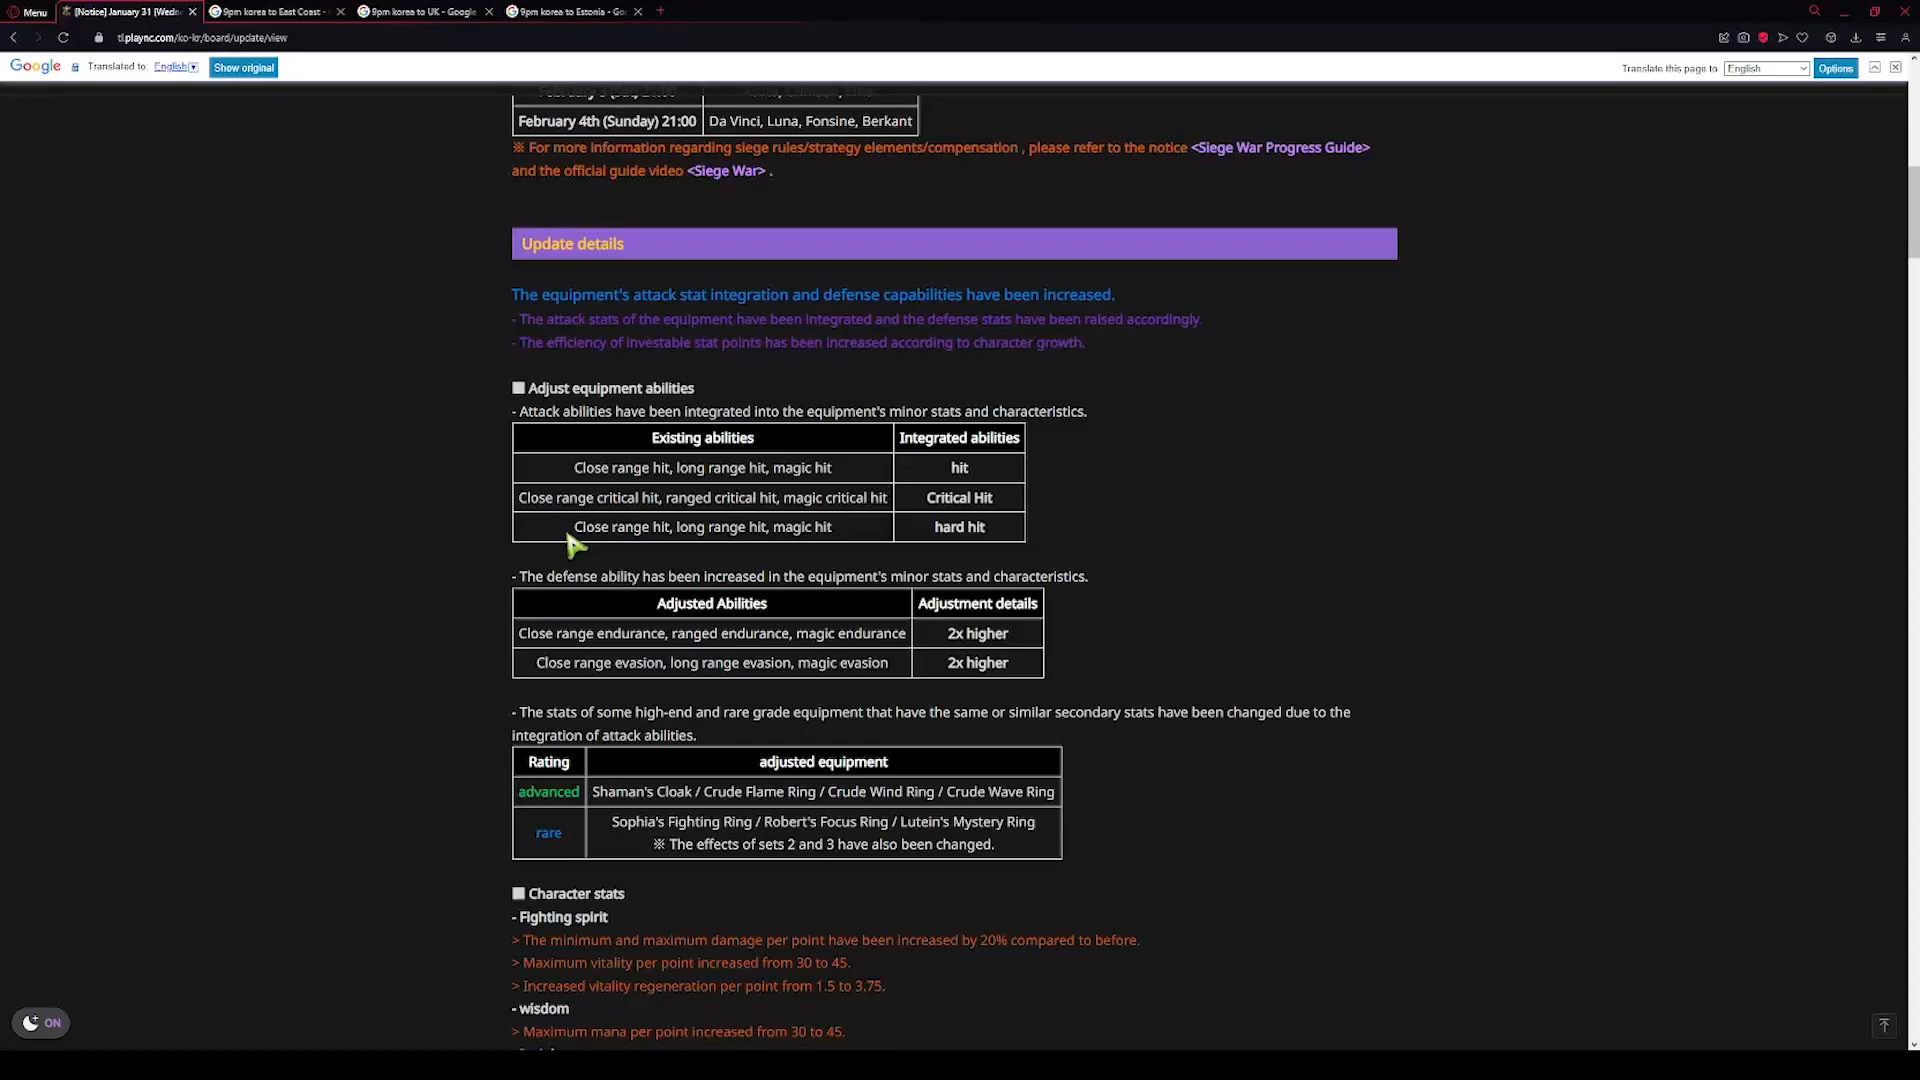 Menu
[Notice] January 31 (Wedn
9pm korea to East Coast -
9pm korea to UK - Google
9pm korea to Estonia - Go
tl.plaync.com/ko-kr/board/update/view
Google
Translated to: English
Show original
Translate this page to
English
Options
February 4th (Sunday) 21:00
Da Vinci, Luna, Fonsine, Berkant
※ For more information regarding siege rules/strategy elements/compensation , please refer to the notice <Siege War Progress Guide>
and the official guide video <Siege War> .
Update details
The equipment's attack stat integration and defense capabilities have been increased.
- The attack stats of the equipment have been integrated and the defense stats have been raised accordingly.
- The efficiency of investable stat points has been increased according to character growth.
Adjust equipment abilities
- Attack abilities have been integrated into the equipment's minor stats and characteristics.
Existing abilities
Integrated abilities
Close range hit, long range hit, magic hit
hit
Close range critical hit, ranged critical hit, magic critical hit
Critical Hit
Close range hit, long range hit, magic hit
hard hit
- The defense ability has been increased in the equipment's minor stats and characteristics.
Adjusted Abilities
Adjustment details
Close range endurance, ranged endurance, magic endurance
2x higher
Close range evasion, long range evasion, magic evasion
2x higher
- The stats of some high-end and rare grade equipment that have the same or similar secondary stats have been changed due to the
integration of attack abilities.
Rating
adjusted equipment
advanced
Shaman's Cloak / Crude Flame Ring / Crude Wind Ring / Crude Wave Ring
rare
Sophia's Fighting Ring / Robert's Focus Ring / Lutein's Mystery Ring
※ The effects of sets 2 and 3 have also been changed.
Character stats
- Fighting spirit
> The minimum and maximum damage per point have been increased by 20% compared to before.
> Maximum vitality per point increased from 30 to 45.
> Increased vitality regeneration per point from 1.5 to 3.75.
- wisdom
> Maximum mana per point increased from 30 to 45.
ON